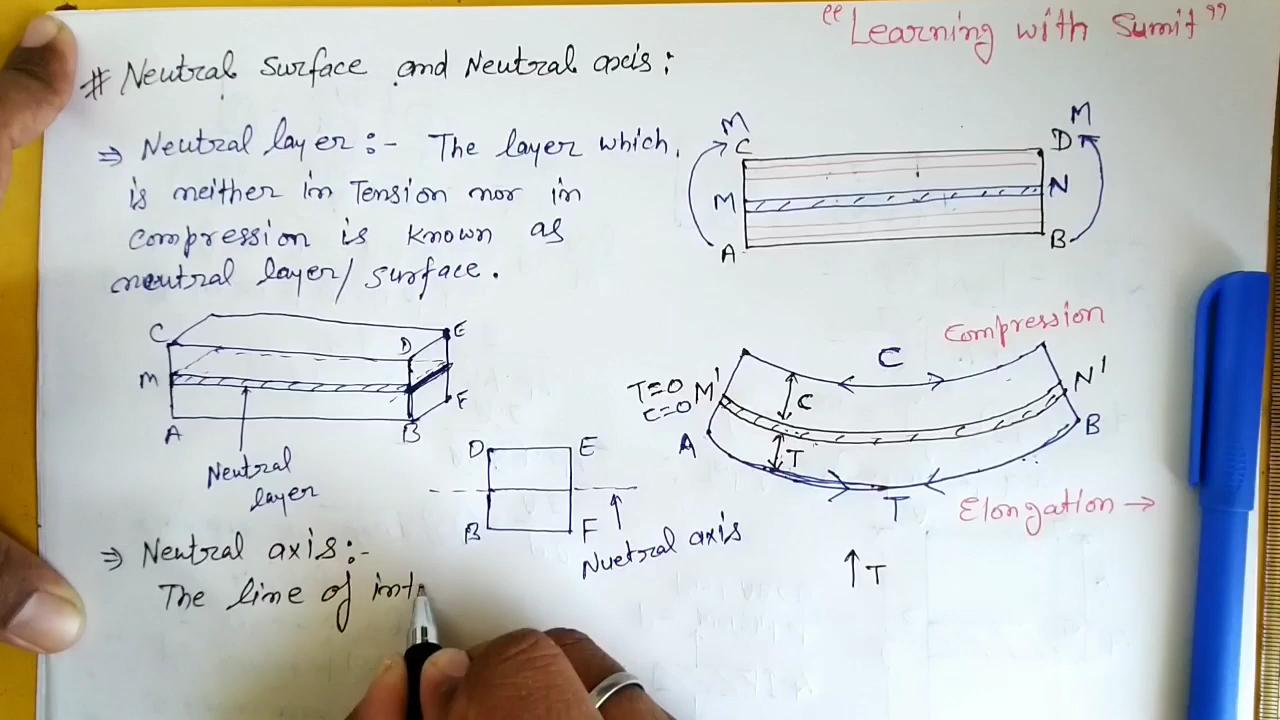 "Learning with Sumit"
# Neutral surface and Neutral axis:
⇒ Neutral layer :- The layer which,
is neither in Tension nor in
compression is known as
neutral layer/surface.
M
C
D
M
M
N
A
B
C
E
D
M
F
A
B
Neutral
layer
D
E
B
F
Nuetral axis
Compression
C
T=0
C=0
M'
N'
C
A
T
B
T
Elongation →
↑ T
⇒ Neutral axis :-
The line of int